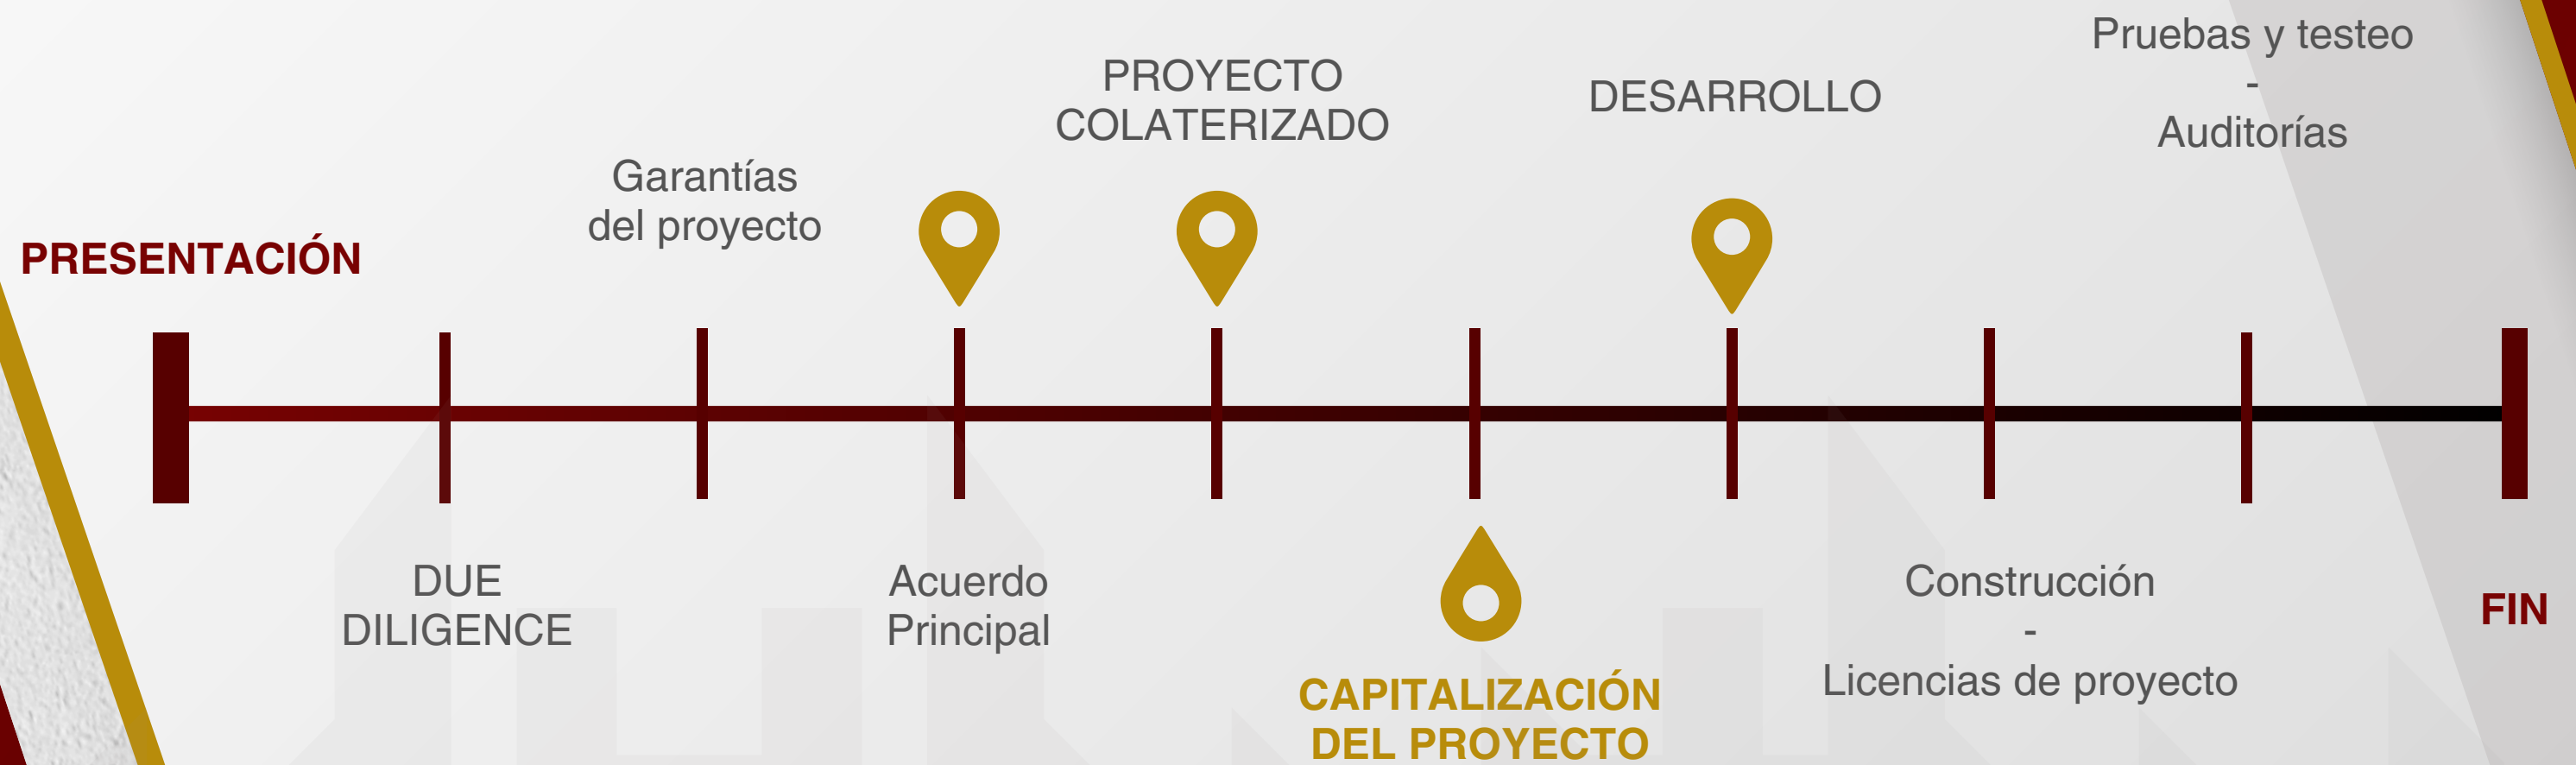 PRESENTACIÓN
DUE
DILIGENCE
Garantías
del proyecto
Acuerdo
Principal
PROYECTO
COLATERIZADO
CAPITALIZACIÓN
DEL PROYECTO
DESARROLLO
Construcción
-
Licencias de proyecto
Pruebas y testeo
-
Auditorías
FIN